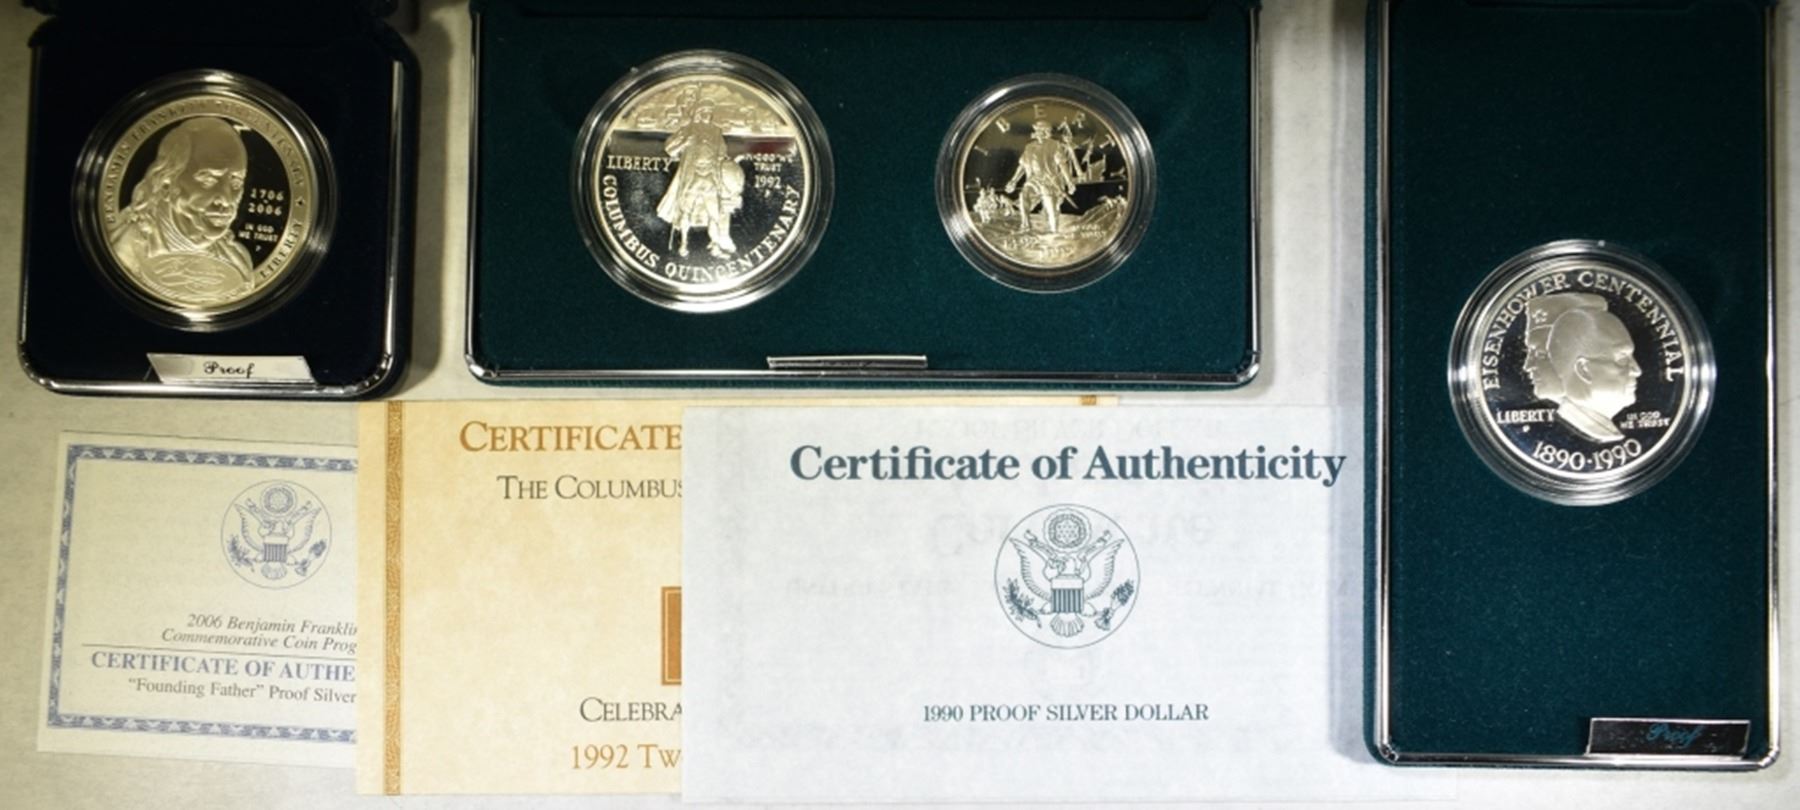 BENJAMIN FRANKLIN TERCENTENARY
1706
2006
IN GOD
WE TRUST
P
LIBERTY
Proof
LIBERTY
IN GOD WE
TRUST
1992
P
COLUMBUS QUINCENTENARY
1992
EISENHOWER CENTENNIAL
LIBERTY
P
IN GOD
WE TRUST
1890·1990
Proof
2006 Benjamin Franklin
Commemorative Coin Prog
CERTIFICATE OF AUTHE
"Founding Father" Proof Silver
CERTIFICATE
THE COLUMBUS
CELEBRA
1992 TW
Certificate of Authenticity
1990 PROOF SILVER DOLLAR